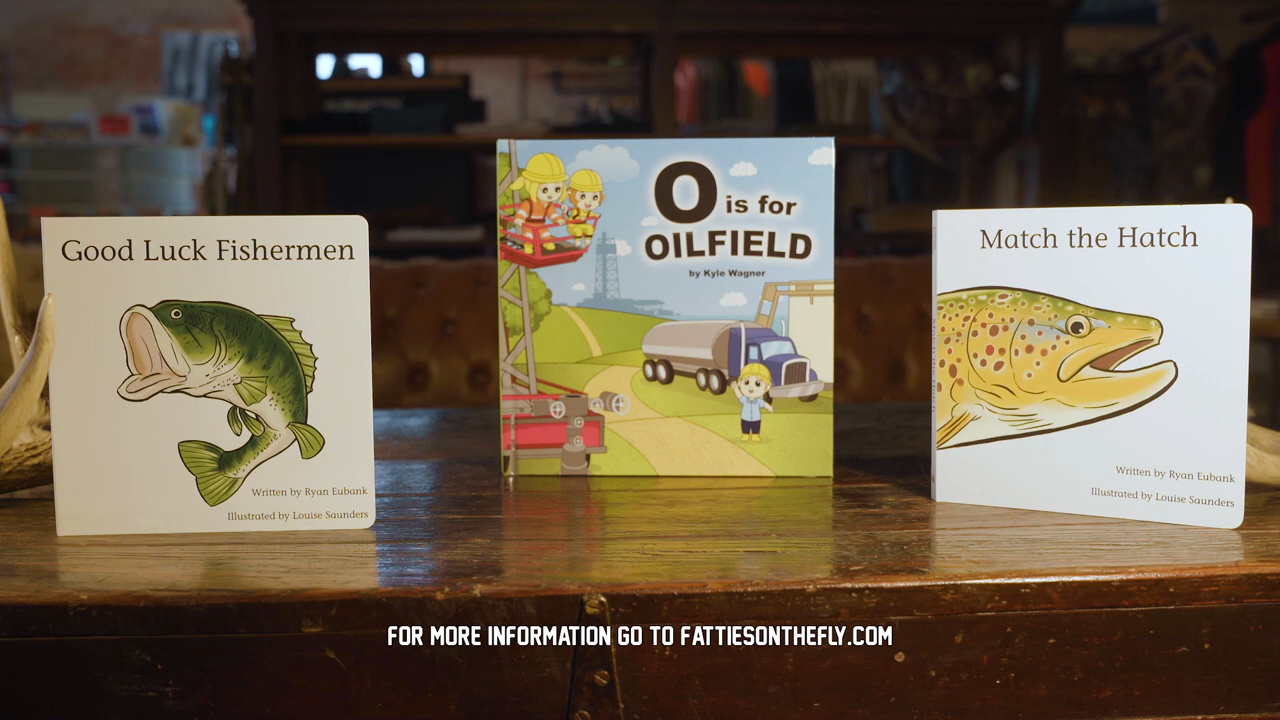 Good Luck Fishermen
Written by Ryan Eubank
Illustrated by Louise Saunders
O is for
OILFIELD
by Kyle Wagner
Match the Hatch
Written by Ryan Eubank
Illustrated by Louise Saunders
FOR MORE INFORMATION GO TO FATTIESONTHEFLY.COM